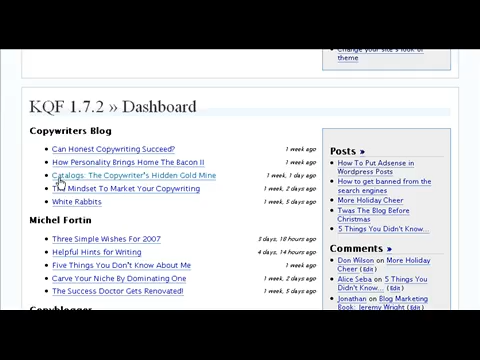 Change your site's look or
theme
KQF 1.7.2 » Dashboard
Copywriters Blog
Can Honest Copywriting Succeed? 1 week ago
How Personality Brings Home The Bacon II 1 week ago
Catalogs: The Copywriter's Hidden Gold Mine 1 week, 1 day ago
The Mindset To Market Your Copywriting 1 week, 2 days ago
White Rabbits 1 week, 5 days ago
Michel Fortin
Three Simple Wishes For 2007 3 days, 18 hours ago
Helpful Hints for Writing 4 days, 14 hours ago
Five Things You Don't Know About Me 1 week ago
Carve Your Niche By Dominating One 1 week, 2 days ago
The Success Doctor Gets Renovated! 1 week, 5 days ago
Copyblogger
Posts »
How To Put Adsense in
Wordpress Posts
How to get banned from the
search engines
More Holiday Cheer
Twas The Blog Before
Christmas
5 Things You Didn't Know...
Comments »
Don Wilson on More Holiday
Cheer (Edit)
Alice Seba on 5 Things You
Didn't Know... (Edit)
Jonathan on Blog Marketing
Book: Jeremy Wright (Edit)